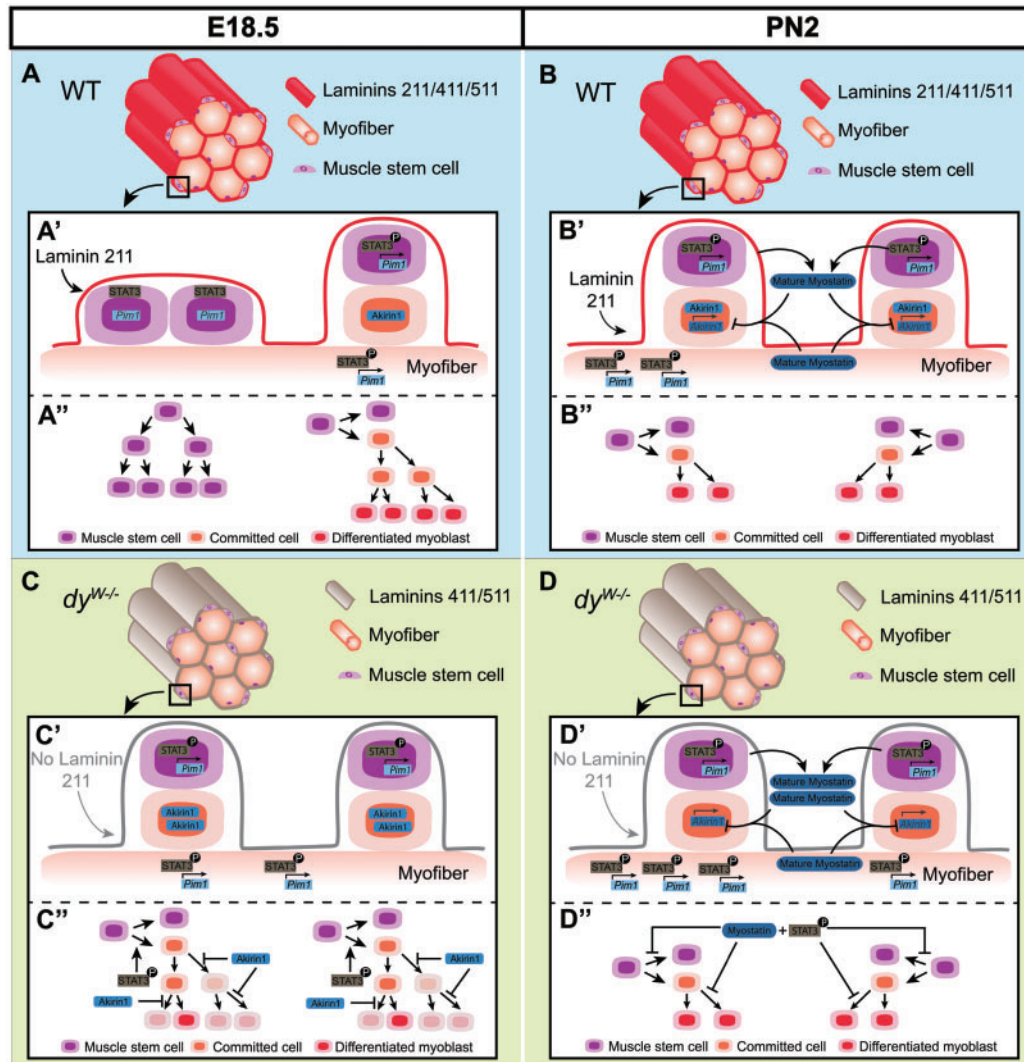 E18.5
PN2
A
WT
Laminins 211/411/511
Myofiber
Muscle stem cell
A'
Laminin 211
STAT3
Pim1
STAT3
Pim1
STAT3
P
Pim1
Akirin1
STAT3
P
Pim1
Myofiber
A"
Muscle stem cell
Committed cell
Differentiated myoblast
B
WT
Laminins 211/411/511
Myofiber
Muscle stem cell
B'
Laminin
211
STAT3
P
Pim1
Mature Myostatin
STAT3
P
Pim1
Akirin1
Akirin1
Akirin1
Akirin1
Mature Myostatin
STAT3
P
Pim1
STAT3
P
Pim1
Myofiber
B"
Muscle stem cell
Committed cell
Differentiated myoblast
C
dyW-/-
Laminins 411/511
Myofiber
Muscle stem cell
C'
No Laminin
211
STAT3
P
Pim1
STAT3
P
Pim1
Akirin1
Akirin1
Akirin1
Akirin1
STAT3
P
Pim1
STAT3
P
Pim1
Myofiber
C"
STAT3
P
Akirin1
Akirin1
STAT3
P
Akirin1
Akirin1
Muscle stem cell
Committed cell
Differentiated myoblast
D
dyW-/-
Laminins 411/511
Myofiber
Muscle stem cell
D'
No Laminin
211
STAT3
P
Pim1
Mature Myostatin
Mature Myostatin
STAT3
P
Pim1
Akirin1
Akirin1
Mature Myostatin
STAT3
P
Pim1
STAT3
P
Pim1
STAT3
P
Pim1
STAT3
P
Pim1
Myofiber
D"
Myostatin + STAT3
P
Muscle stem cell
Committed cell
Differentiated myoblast